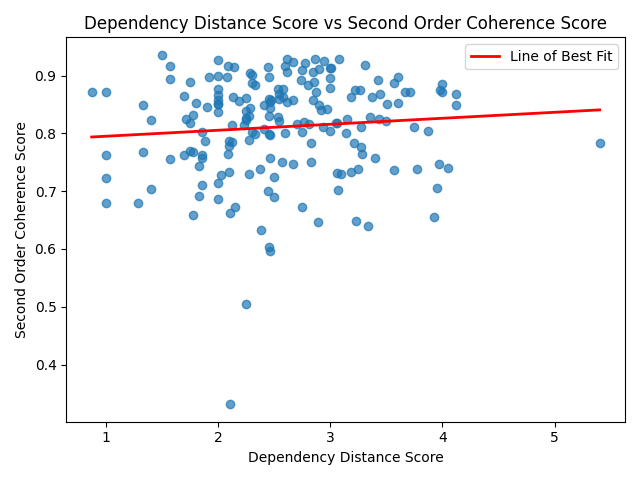 Dependency Distance Score vs Second Order Coherence Score
Line of Best Fit
Second Order Coherence Score
0.9
0.8
0.7
0.6
0.5
0.4
1 2 3 4 5
Dependency Distance Score